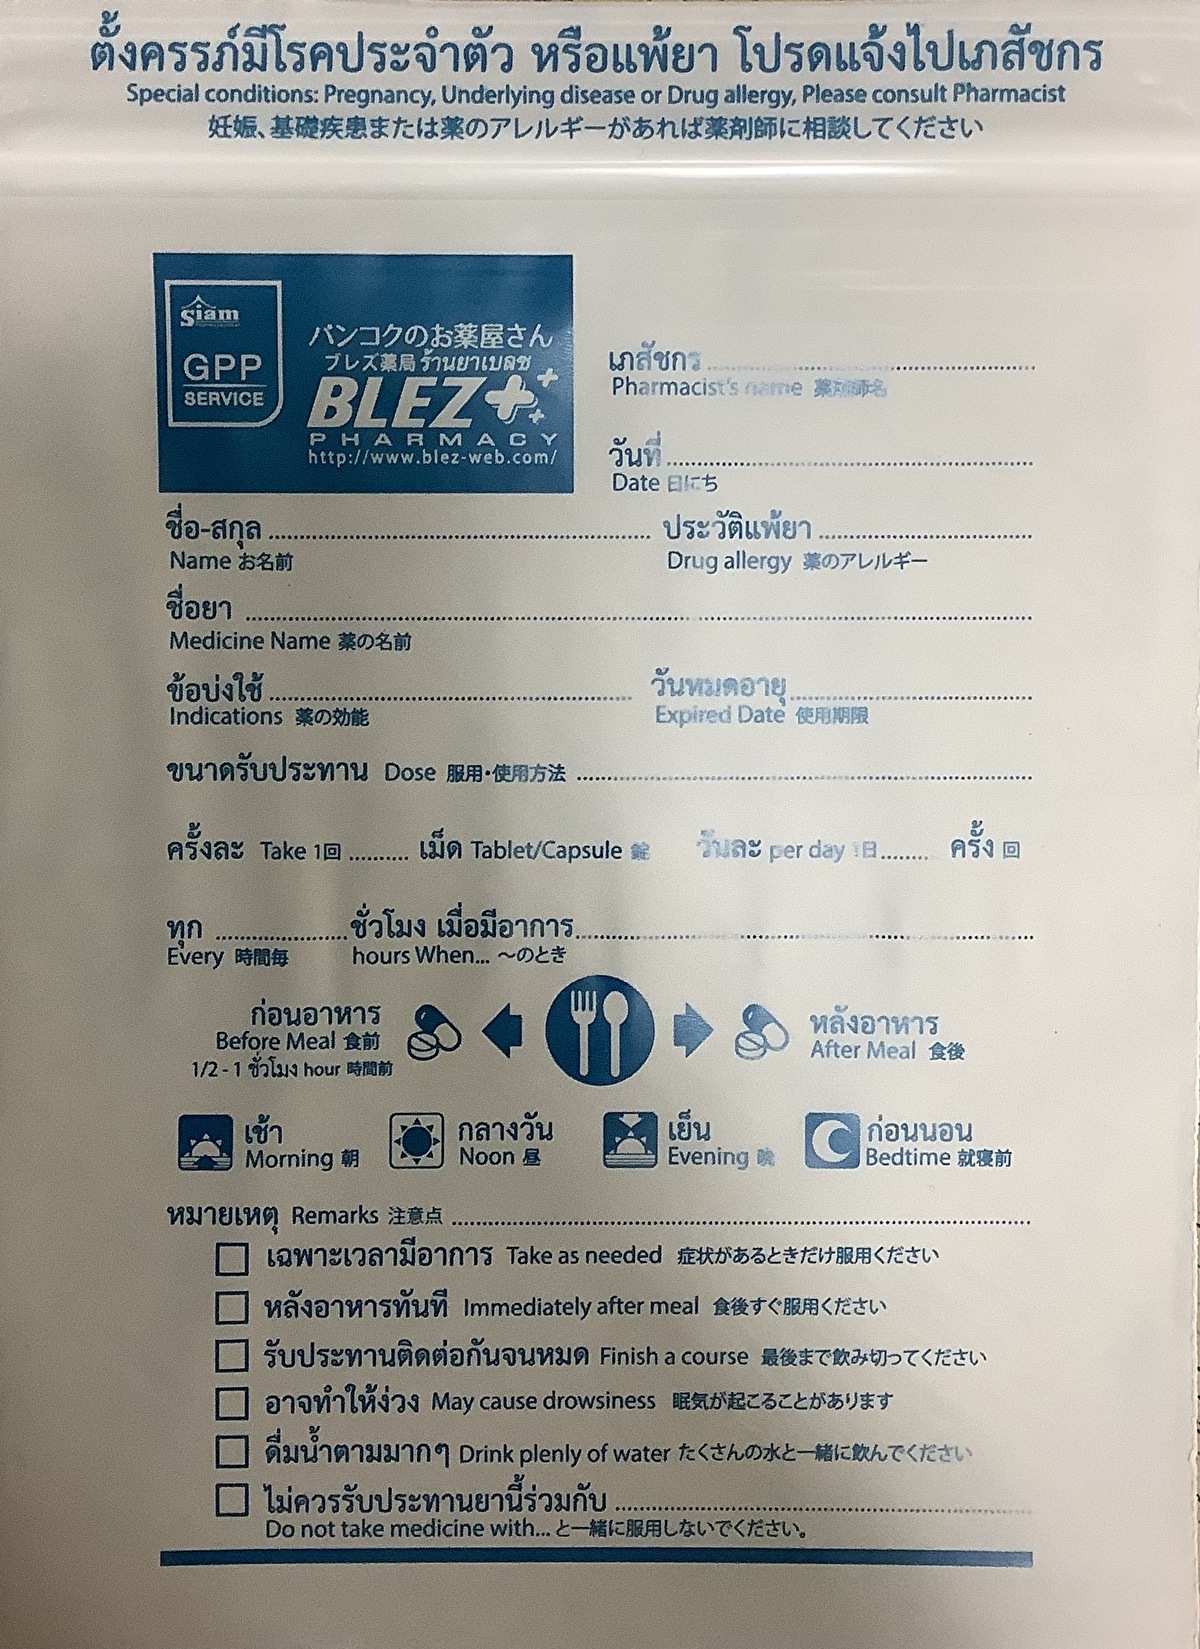 ตั้งครรภ์มีโรคประจำตัว หรือแพ้ยา โปรดแจ้งไปเภสัชกร
Special conditions: Pregnancy, Underlying disease or Drug allergy, Please consult Pharmacist
妊娠、基礎疾患または薬のアレルギーがあれば薬剤師に相談してください
Siam
GPP
SERVICE
バンコクのお薬屋さん
ブレズ薬局 ร้านยาเบลซ
BLEZ
PHARMACY
http://www.blez-web.com/
เภสัชกร
Pharmacist's name 薬剤師名
วันที่
Date 日にち
ชื่อ-สกุล ประวัติแพ้ยา
Name お名前 Drug allergy 薬のアレルギー
ชื่อยา
Medicine Name 薬の名前
ข้อบ่งใช้ วันหมดอายุ
Indications 薬の効能 Expired Date 使用期限
ขนาดรับประทาน Dose 服用・使用方法
ครั้งละ Take 1回 .......... เม็ด Tablet/Capsule 錠 วันละ per day 1日........ ครั้ง 回
ทุก ชั่วโมง เมื่อมีอาการ
Every 時間毎 hours When... ～のとき
ก่อนอาหาร
Before Meal 食前
1/2 - 1 ชั่วโมง hour 時間前
หลังอาหาร
After Meal 食後
เช้า
Morning 朝
กลางวัน
Noon 昼
เย็น
Evening 晩
ก่อนนอน
Bedtime 就寝前
หมายเหตุ Remarks 注意点
เฉพาะเวลามีอาการ Take as needed 症状があるときだけ服用ください
หลังอาหารทันที Immediately after meal 食後すぐ服用ください
รับประทานติดต่อกันจนหมด Finish a course 最後まで飲み切ってください
อาจทำให้ง่วง May cause drowsiness 眠気が起こることがあります
ดื่มน้ำตามมากๆ Drink plenly of water たくさんの水と一緒に飲んでください
ไม่ควรรับประทานยานี้ร่วมกับ
Do not take medicine with... と一緒に服用しないでください。